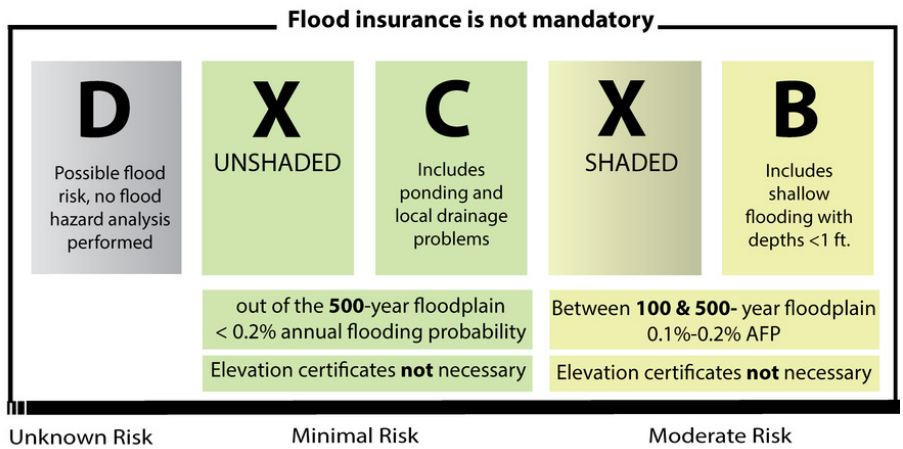 Flood insurance is not mandatory
D
Possible flood
risk, no flood
hazard analysis
performed
X
UNSHADED
C
Includes
ponding and
local drainage
problems
X
SHADED
B
Includes
shallow
flooding with
depths <1 ft.
out of the 500-year floodplain
< 0.2% annual flooding probability
Elevation certificates not necessary
Between 100 & 500- year floodplain
0.1%-0.2% AFP
Elevation certificates not necessary
Unknown Risk
Minimal Risk
Moderate Risk